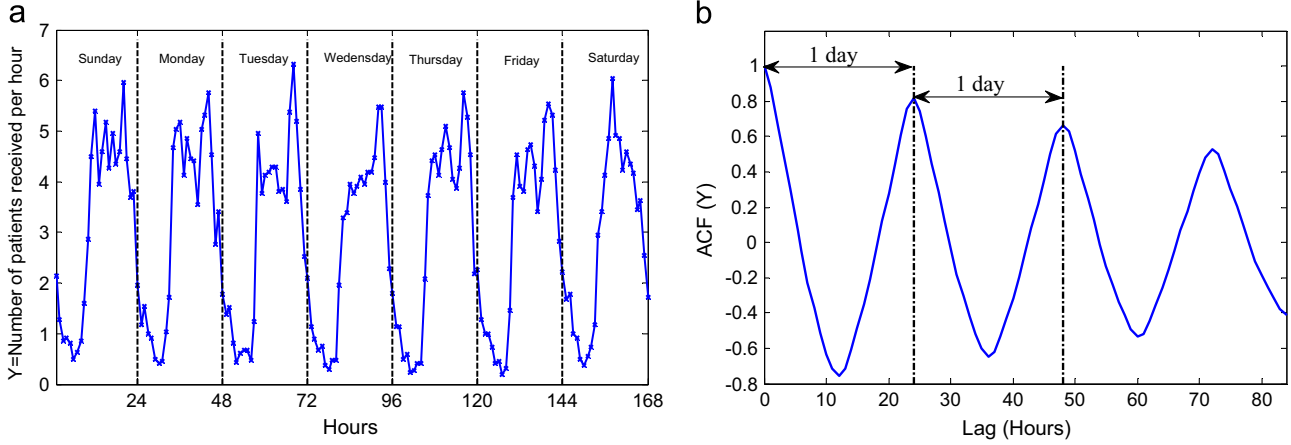 a
Y=Number of patients received per hour
7
6
5
4
3
2
1
0
Sunday
Monday
Tuesday
Wedensday
Thursday
Friday
Saturday
24
48
72
96
120
144
168
Hours
b
ACF (Y)
1
0.8
0.6
0.4
0.2
0
-0.2
-0.4
-0.6
-0.8
1 day
1 day
0
10
20
30
40
50
60
70
80
Lag (Hours)